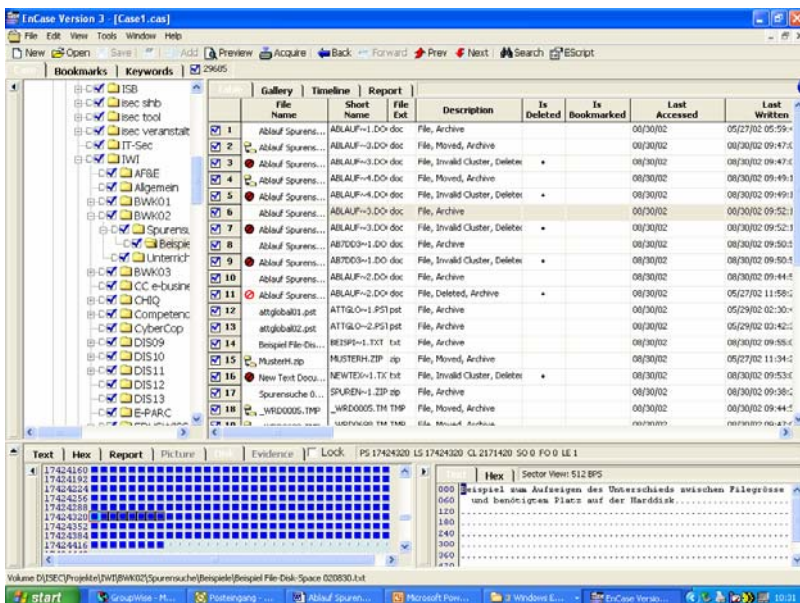 EnCase Version 3 - [Case1.cas]
File Edit View Tools Window Help
New Open Save Add Preview Acquire Back Forward Prev Next Search EScript
Bookmarks Keywords 29685
ISB
isec sihb
isec tool
isec veranstalt
IT-Sec
IWI
AF&E
Allgemein
BWK01
BWK02
Spurensu
Beispie
Unterrich
BWK03
CC e-busine
CHIQ
Competenc
CyberCop
DIS09
DIS10
DIS11
DIS12
DIS13
E-PARC
Gallery Timeline Report
File Name Short Name File Ext Description Is Deleted Is Bookmarked Last Accessed Last Written
1 Ablauf Spurens... ABLAUF~1.DO doc File, Archive 08/30/02 05/27/02 05:59:
2 Ablauf Spurens... ABLAUF~3.DO doc File, Moved, Archive 08/30/02 08/30/02 09:47:
3 Ablauf Spurens... ABLAUF~3.DO doc File, Invalid Cluster, Deleted 08/30/02 08/30/02 09:47:
4 Ablauf Spurens... ABLAUF~4.DO doc File, Moved, Archive 08/30/02 08/30/02 09:49:
5 Ablauf Spurens... ABLAUF~4.DO doc File, Invalid Cluster, Deleted 08/30/02 08/30/02 09:49:
6 Ablauf Spurens... ABLAUF~3.DO doc File, Archive 08/30/02 08/30/02 09:52:
7 Ablauf Spurens... ABLAUF~3.DO doc File, Invalid Cluster, Deleted 08/30/02 08/30/02 09:52:
8 Ablauf Spurens... AB7DD3~1.DO doc File, Archive 08/30/02 08/30/02 09:50:
9 Ablauf Spurens... AB7DD3~1.DO doc File, Invalid Cluster, Deleted 08/30/02 08/30/02 09:50:
10 Ablauf Spurens... ABLAUF~2.DO doc File, Archive 08/30/02 08/30/02 09:44:
11 Ablauf Spurens... ABLAUF~2.DO doc File, Deleted, Archive 08/30/02 05/27/02 11:58:
12 attglobal01.pst ATTGLO~1.PST pst File, Archive 08/30/02 05/29/02 02:30:
13 attglobal02.pst ATTGLO~2.PST pst File, Archive 08/30/02 05/29/02 03:42:
14 Beispiel File-Dis... BEISPI~1.TXT txt File, Archive 08/30/02 08/30/02 09:55:
15 MusterH.zip MUSTERH.ZIP zip File, Moved, Archive 08/30/02 05/27/02 11:34:
16 New Text Docu... NEWTEX~1.TX txt File, Invalid Cluster, Deleted 08/30/02 08/30/02 09:53:
17 Spurensuche 0... SPUREN~1.ZIP zip File, Archive 08/30/02 08/30/02 09:38:
18 _WRD0005.TMP _WRD0005.TM TMP File, Moved, Archive 08/30/02 08/30/02 09:44:
Text Hex Report Picture Disk Evidence Lock PS 17424320 LS 17424320 CL 2171420 SO 0 FO 0 LE 1
17424160
17424192
17424224
17424256
17424288
17424320
17424352
17424384
17424416
Hex Sector View: 512 BPS
000 Beispiel zum Aufzeigen des Unterschieds zwischen Filegrösse
060 und benötigtem Platz auf der Harddisk
120
180
240
300
360
Volume D\ISEC\Projekte\IWI\BWK02\Spurensuche\Beispiele\Beispiel File-Disk-Space 020830.txt
start GroupWise - M... Posteingang - ... Ablauf Spuren... Microsoft Pow... 3 Windows E... EnCase Versio... 10:31